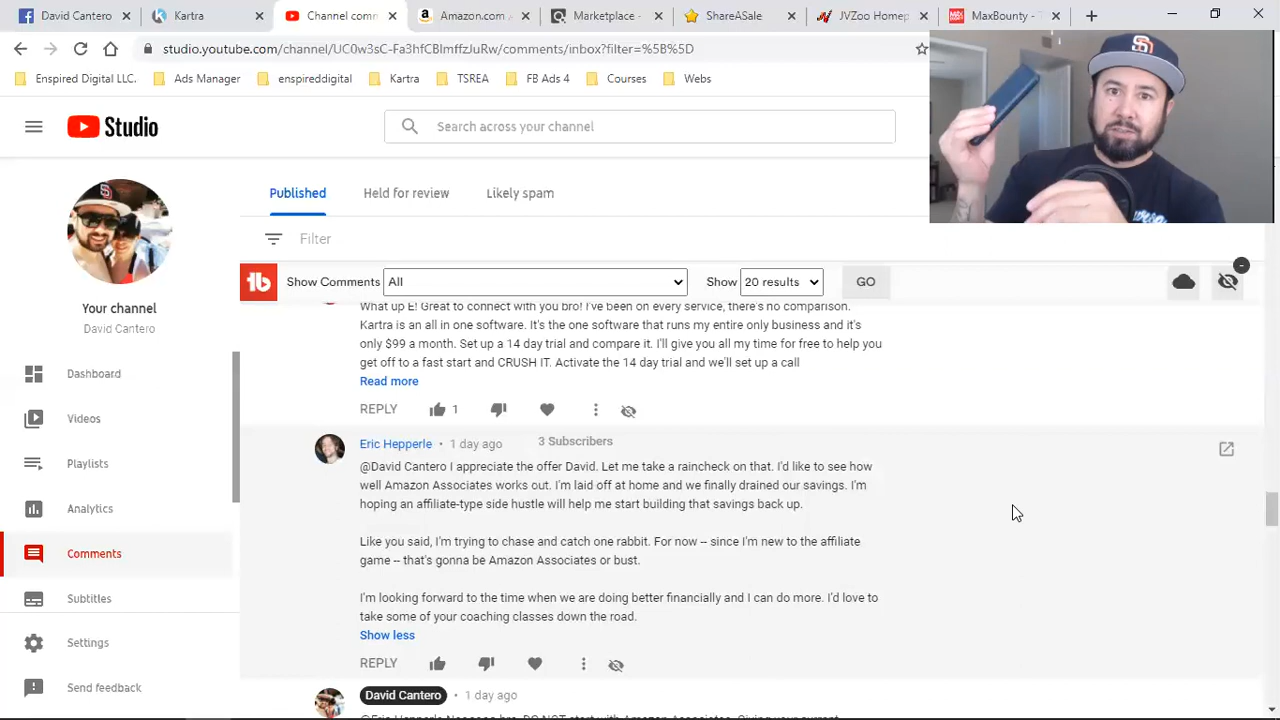 David Cantero
Kartra
Channel comm
Amazon.com
Marketplace -
ShareASale
JVZoo Homep
MaxBounty -
studio.youtube.com/channel/UC0w3sC-Fa3hfCBlmffzJuRw/comments/inbox?filter=%5B%5D
Enspired Digital LLC.
Ads Manager
enspireddigital
Kartra
TSREA
FB Ads 4
Courses
Webs
Studio
Search across your channel
Your channel
David Cantero
Dashboard
Videos
Playlists
Analytics
Comments
Subtitles
Settings
Send feedback
Published
Held for review
Likely spam
Filter
Show Comments
All
Show
20 results
GO
What up E! Great to connect with you bro! I've been on every service, there's no comparison.
Kartra is an all in one software. It's the one software that runs my entire only business and it's
only $99 a month. Set up a 14 day trial and compare it. I'll give you all my time for free to help you
get off to a fast start and CRUSH IT. Activate the 14 day trial and we'll set up a call
Read more
REPLY
1
Eric Hepperle • 1 day ago
3 Subscribers
@David Cantero I appreciate the offer David. Let me take a raincheck on that. I'd like to see how
well Amazon Associates works out. I'm laid off at home and we finally drained our savings. I'm
hoping an affiliate-type side hustle will help me start building that savings back up.
Like you said, I'm trying to chase and catch one rabbit. For now -- since I'm new to the affiliate
game -- that's gonna be Amazon Associates or bust.
I'm looking forward to the time when we are doing better financially and I can do more. I'd love to
take some of your coaching classes down the road.
Show less
REPLY
David Cantero • 1 day ago